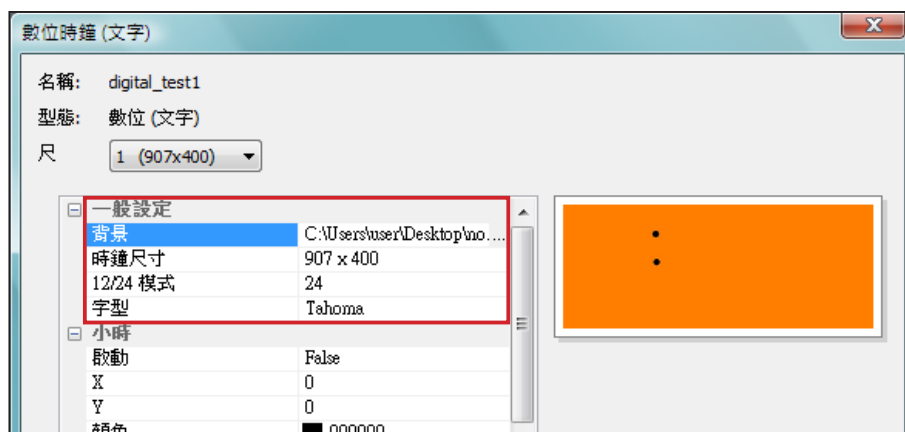 數位時鐘 (文字)
名稱: digital_test1
型態: 數位 (文字)
尺 1 (907x400)
一般設定
背景 C:\Users\user\Desktop\no....
時鐘尺寸 907 x 400
12/24 模式 24
字型 Tahoma
小時
啟動 False
X 0
Y 0
顏色 000000